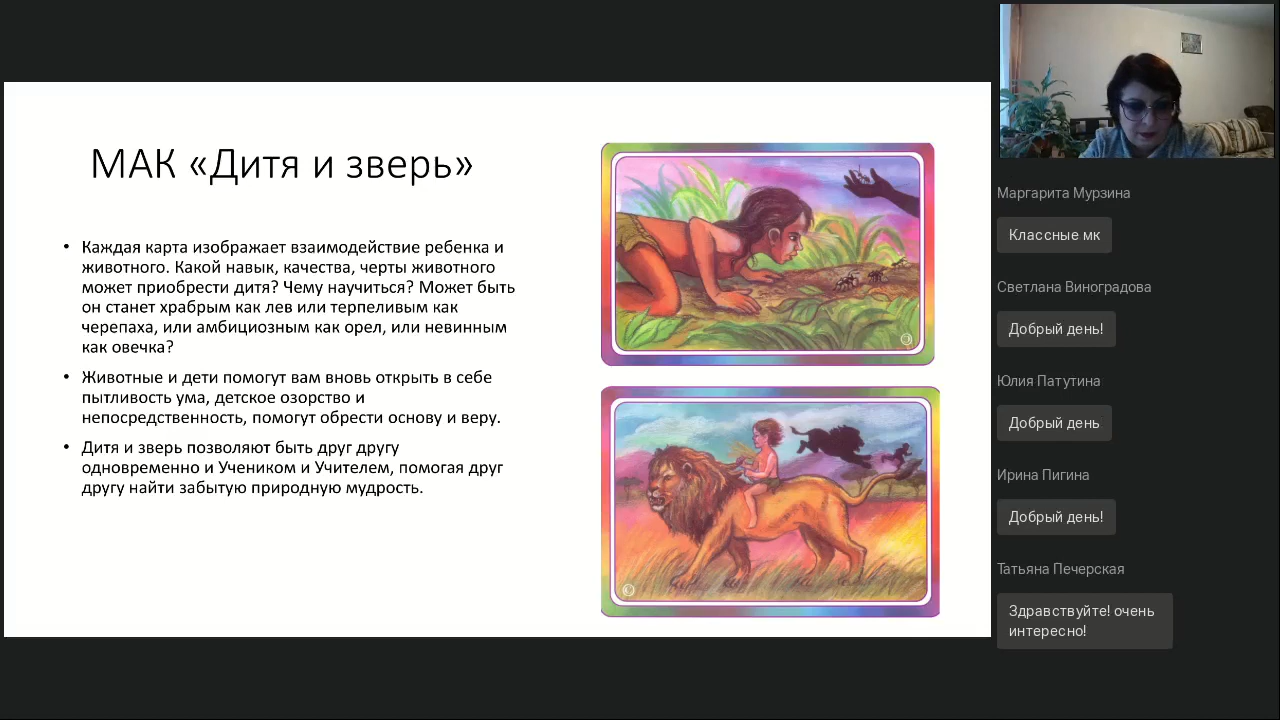 МАК «Дитя и зверь»
• Каждая карта изображает взаимодействие ребенка и
животного. Какой навык, качества, черты животного
может приобрести дитя? Чему научиться? Может быть
он станет храбрым как лев или терпеливым как
черепаха, или амбициозным как орел, или невинным
как овечка?
• Животные и дети помогут вам вновь открыть в себе
пытливость ума, детское озорство и
непосредственность, помогут обрести основу и веру.
• Дитя и зверь позволяют быть друг другу
одновременно и Учеником и Учителем, помогая друг
другу найти забытую природную мудрость.
Маргарита Мурзина
Классные мк
Светлана Виноградова
Добрый день!
Юлия Патутина
Добрый день
Ирина Пигина
Добрый день!
Татьяна Печерская
Здравствуйте! очень
интересно!